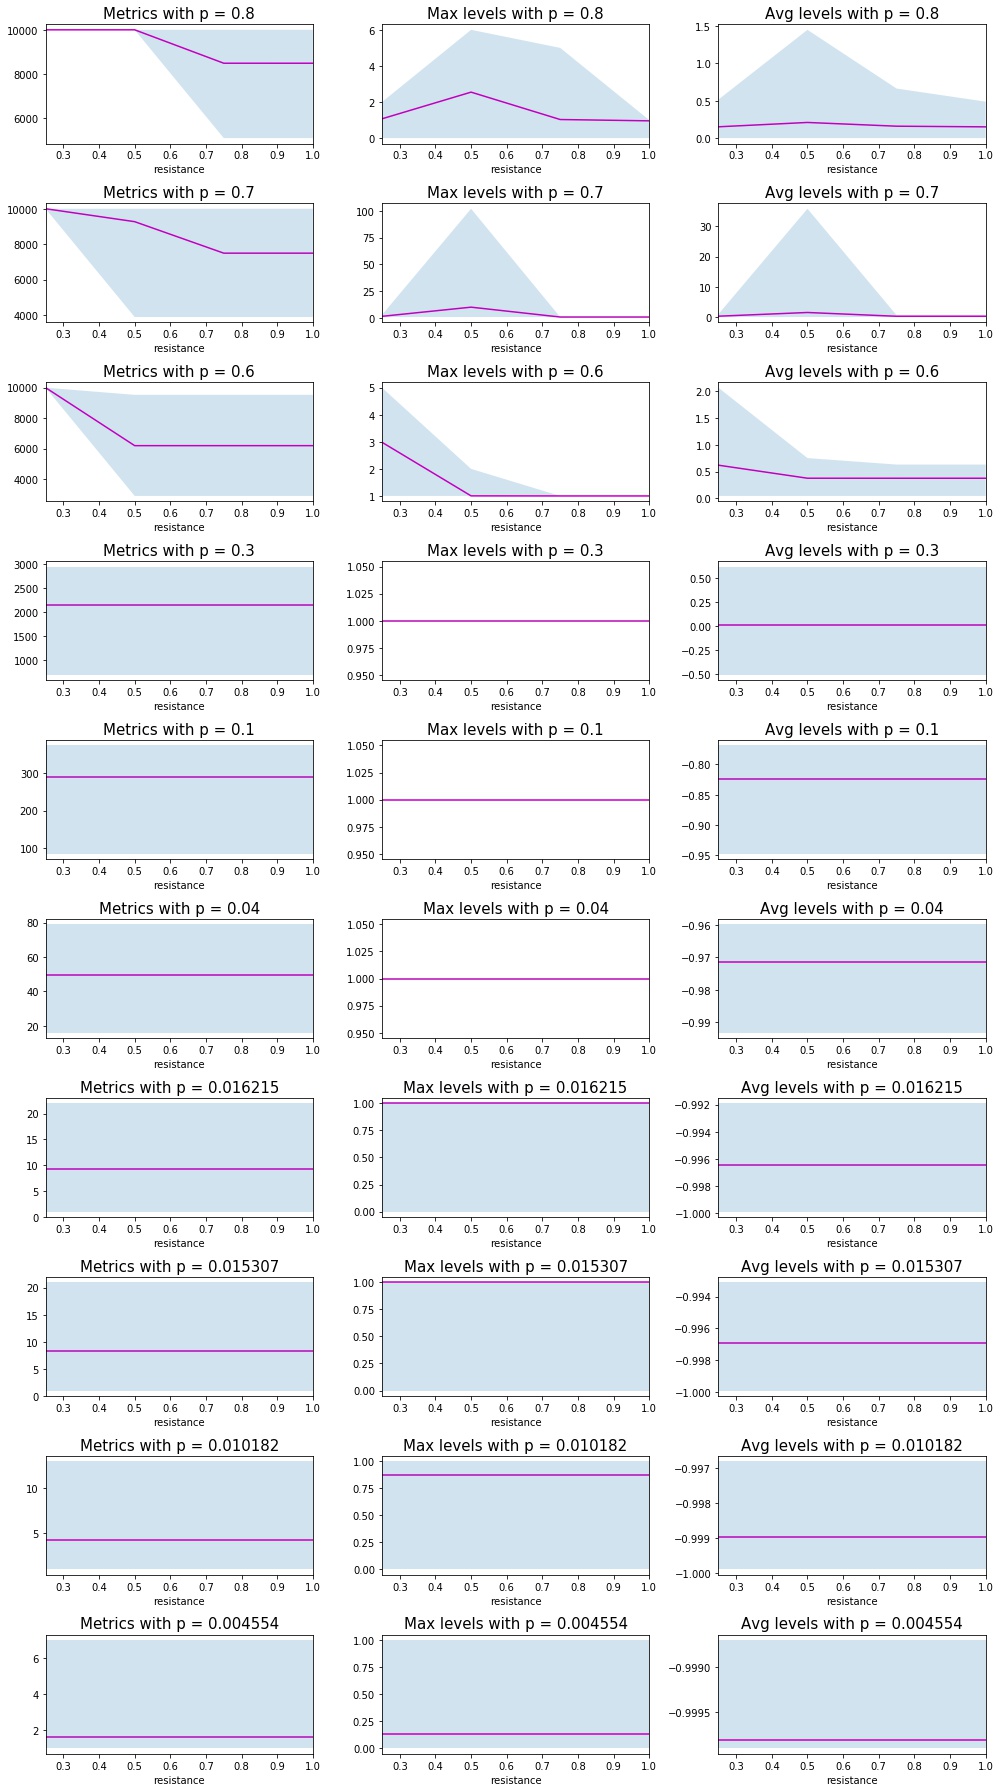 Metrics with p = 0.8 Max levels with p = 0.8 Avg levels with p = 0.8
10000 8000 6000
6 4 2 0
1.5 1.0 0.5 0.0
0.3 0.4 0.5 0.6 0.7 0.8 0.9 1.0 0.3 0.4 0.5 0.6 0.7 0.8 0.9 1.0 0.3 0.4 0.5 0.6 0.7 0.8 0.9 1.0
resistance resistance resistance
Metrics with p = 0.7 Max levels with p = 0.7 Avg levels with p = 0.7
10000 8000 6000 4000
100 75 50 25 0
30 20 10 0
0.3 0.4 0.5 0.6 0.7 0.8 0.9 1.0 0.3 0.4 0.5 0.6 0.7 0.8 0.9 1.0 0.3 0.4 0.5 0.6 0.7 0.8 0.9 1.0
resistance resistance resistance
Metrics with p = 0.6 Max levels with p = 0.6 Avg levels with p = 0.6
10000 8000 6000 4000
5 4 3 2 1
2.0 1.5 1.0 0.5 0.0
0.3 0.4 0.5 0.6 0.7 0.8 0.9 1.0 0.3 0.4 0.5 0.6 0.7 0.8 0.9 1.0 0.3 0.4 0.5 0.6 0.7 0.8 0.9 1.0
resistance resistance resistance
Metrics with p = 0.3 Max levels with p = 0.3 Avg levels with p = 0.3
3000 2500 2000 1500 1000
1.050 1.025 1.000 0.975 0.950
0.50 0.25 0.00 −0.25 −0.50
0.3 0.4 0.5 0.6 0.7 0.8 0.9 1.0 0.3 0.4 0.5 0.6 0.7 0.8 0.9 1.0 0.3 0.4 0.5 0.6 0.7 0.8 0.9 1.0
resistance resistance resistance
Metrics with p = 0.1 Max levels with p = 0.1 Avg levels with p = 0.1
300 200 100
1.050 1.025 1.000 0.975 0.950
−0.80 −0.85 −0.90 −0.95
0.3 0.4 0.5 0.6 0.7 0.8 0.9 1.0 0.3 0.4 0.5 0.6 0.7 0.8 0.9 1.0 0.3 0.4 0.5 0.6 0.7 0.8 0.9 1.0
resistance resistance resistance
Metrics with p = 0.04 Max levels with p = 0.04 Avg levels with p = 0.04
80 60 40 20
1.050 1.025 1.000 0.975 0.950
−0.96 −0.97 −0.98 −0.99
0.3 0.4 0.5 0.6 0.7 0.8 0.9 1.0 0.3 0.4 0.5 0.6 0.7 0.8 0.9 1.0 0.3 0.4 0.5 0.6 0.7 0.8 0.9 1.0
resistance resistance resistance
Metrics with p = 0.016215 Max levels with p = 0.016215 Avg levels with p = 0.016215
20 15 10 5 0
1.00 0.75 0.50 0.25 0.00
−0.992 −0.994 −0.996 −0.998 −1.000
0.3 0.4 0.5 0.6 0.7 0.8 0.9 1.0 0.3 0.4 0.5 0.6 0.7 0.8 0.9 1.0 0.3 0.4 0.5 0.6 0.7 0.8 0.9 1.0
resistance resistance resistance
Metrics with p = 0.015307 Max levels with p = 0.015307 Avg levels with p = 0.015307
20 15 10 5 0
1.00 0.75 0.50 0.25 0.00
−0.994 −0.996 −0.998 −1.000
0.3 0.4 0.5 0.6 0.7 0.8 0.9 1.0 0.3 0.4 0.5 0.6 0.7 0.8 0.9 1.0 0.3 0.4 0.5 0.6 0.7 0.8 0.9 1.0
resistance resistance resistance
Metrics with p = 0.010182 Max levels with p = 0.010182 Avg levels with p = 0.010182
10 5
1.00 0.75 0.50 0.25 0.00
−0.997 −0.998 −0.999 −1.000
0.3 0.4 0.5 0.6 0.7 0.8 0.9 1.0 0.3 0.4 0.5 0.6 0.7 0.8 0.9 1.0 0.3 0.4 0.5 0.6 0.7 0.8 0.9 1.0
resistance resistance resistance
Metrics with p = 0.004554 Max levels with p = 0.004554 Avg levels with p = 0.004554
6 4 2
1.00 0.75 0.50 0.25 0.00
−0.9990 −0.9995
0.3 0.4 0.5 0.6 0.7 0.8 0.9 1.0 0.3 0.4 0.5 0.6 0.7 0.8 0.9 1.0 0.3 0.4 0.5 0.6 0.7 0.8 0.9 1.0
resistance resistance resistance